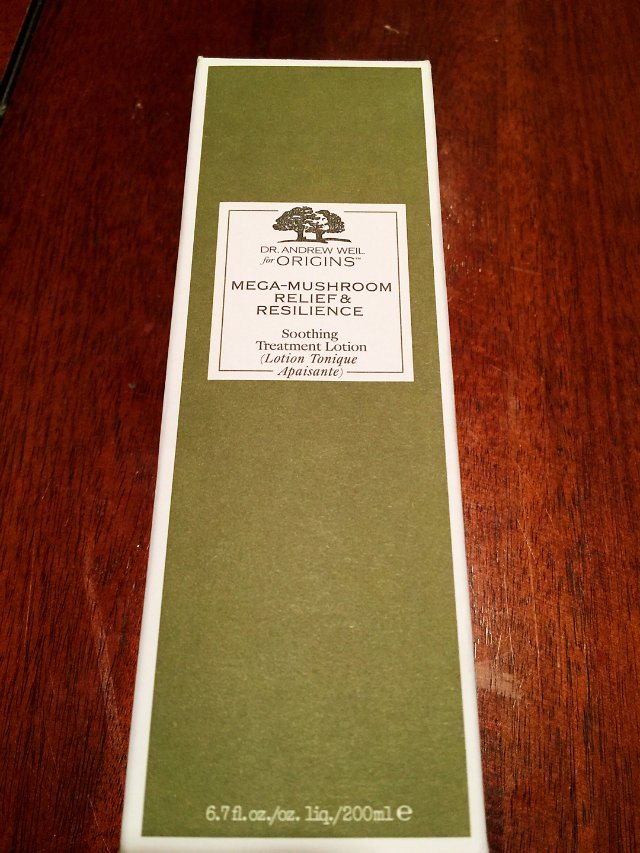 DR. ANDREW WEIL
for ORIGINS™
MEGA-MUSHROOM
RELIEF &
RESILIENCE
Soothing
Treatment Lotion
(Lotion Tonique
Apaisante)
6.7 fl.oz./oz. liq./200ml ℮